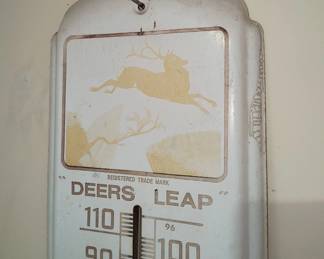 REGISTERED TRADE MARK
"DEERS LEAP"
110 96
90 100